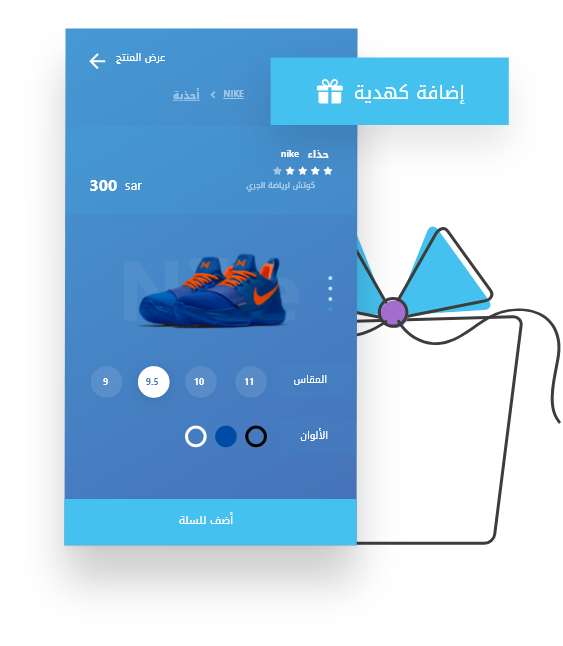 عرض المنتج
إضافة كهدية
NIKE > أحذية
حذاء nike
كوتش لرياضة الجري
300 sar
Nike
المقاس 11 10 9.5 9
الألوان
أضف للسلة